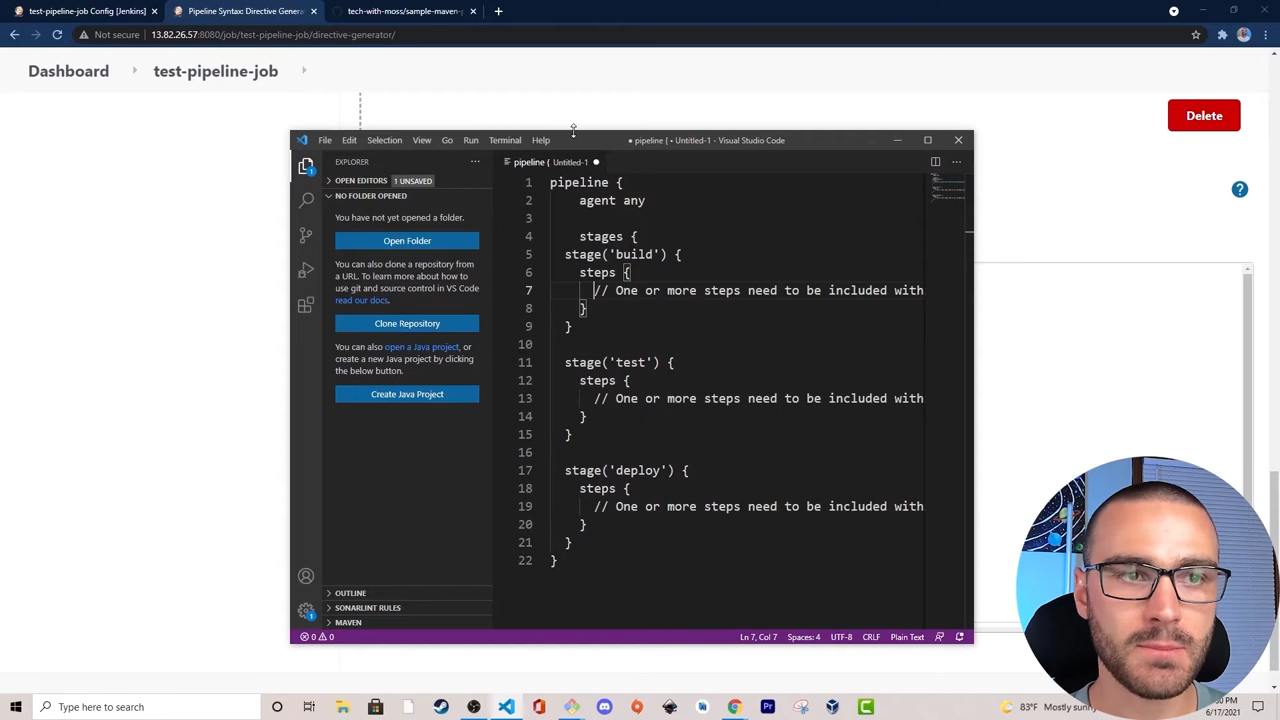 test-pipeline-job Config [Jenkins]
Pipeline Syntax: Directive Genera
tech-with-moss/sample-maven-
Not secure
13.82.26.57:8080/job/test-pipeline-job/directive-generator/
Dashboard
test-pipeline-job
Delete
File Edit Selection View Go Run Terminal Help
● pipeline { • Untitled-1 - Visual Studio Code
EXPLORER
OPEN EDITORS 1 UNSAVED
NO FOLDER OPENED
You have not yet opened a folder.
Open Folder
You can also clone a repository
from a URL. To learn more about how to
use git and source control in VS Code
read our docs.
Clone Repository
You can also open a Java project, or
create a new Java project by clicking
the below button.
Create Java Project
OUTLINE
SONARLINT RULES
MAVEN
pipeline { Untitled-1
1 pipeline {
2 agent any
3
4 stages {
5 stage('build') {
6 steps {
7 // One or more steps need to be included with
8 }
9 }
10
11 stage('test') {
12 steps {
13 // One or more steps need to be included with
14 }
15 }
16
17 stage('deploy') {
18 steps {
19 // One or more steps need to be included with
20 }
21 }
22 }
0 0
Ln 7, Col 7 Spaces: 4 UTF-8 CRLF Plain Text
Type here to search
83°F Mostly sunny
6/17/2021